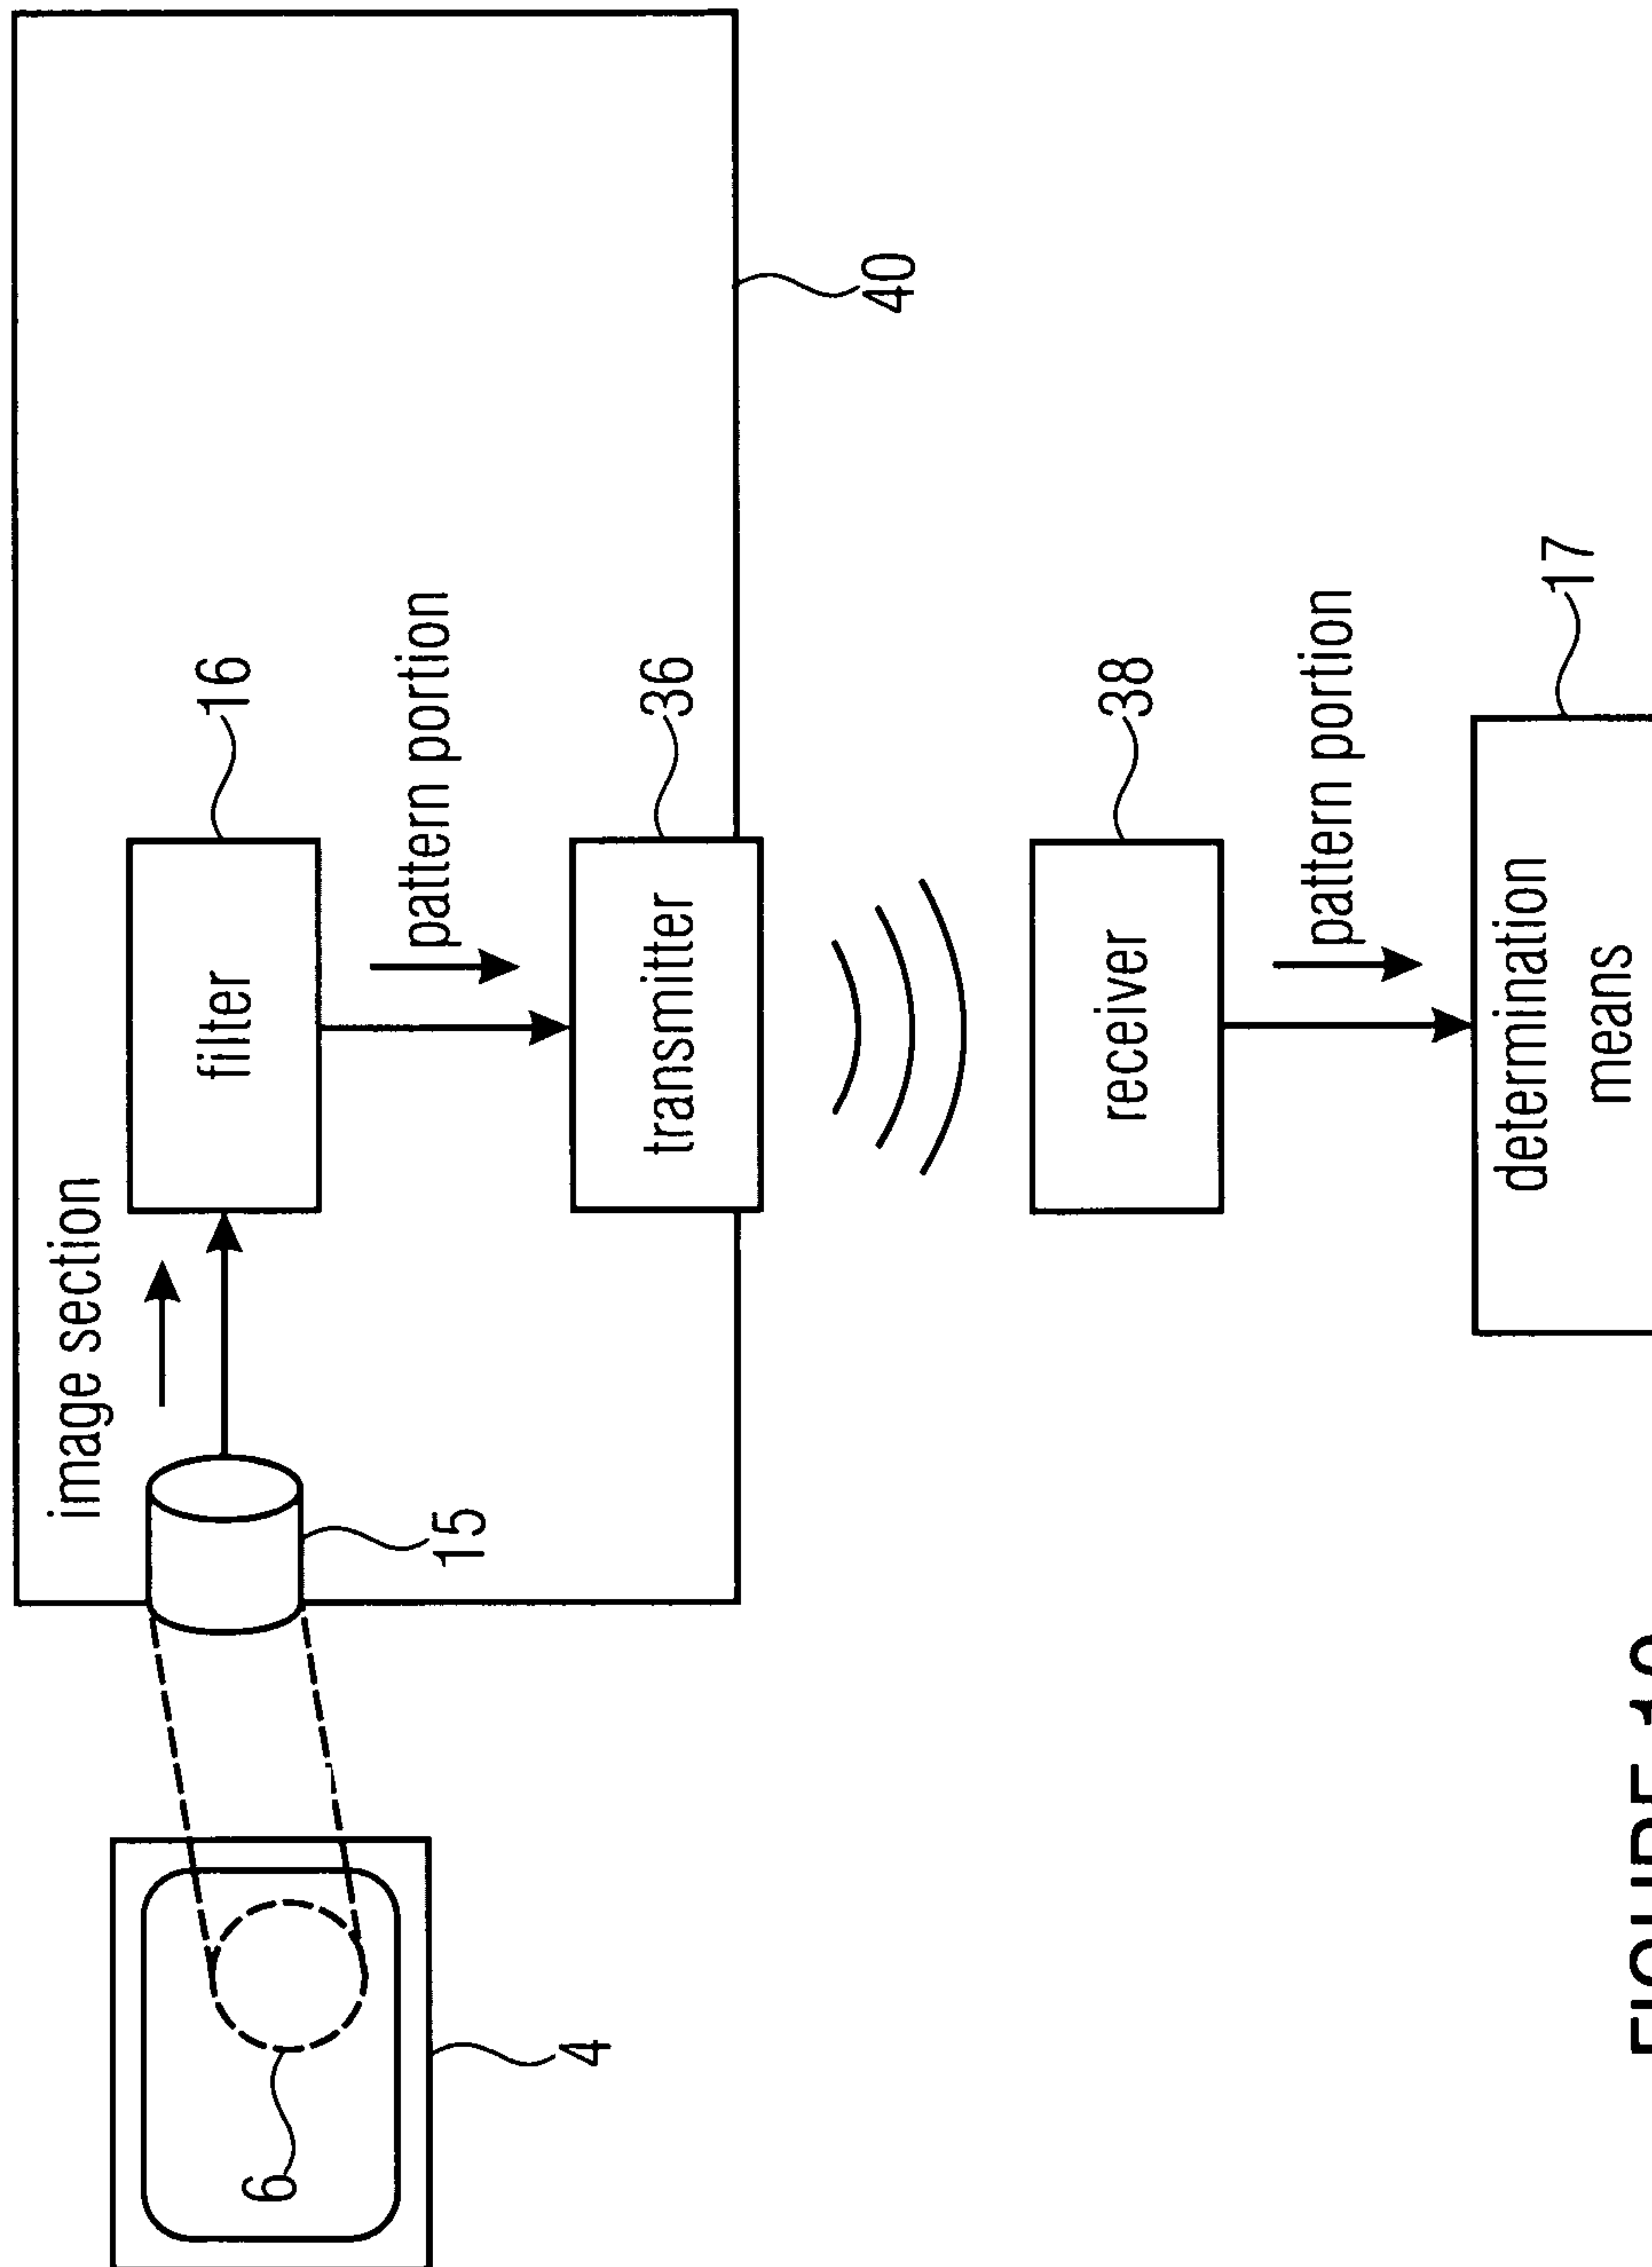 image section
filter
16
6
pattern portion
15
4
transmitter
36
40
receiver
38
pattern portion
17
determination
means
FIGURE